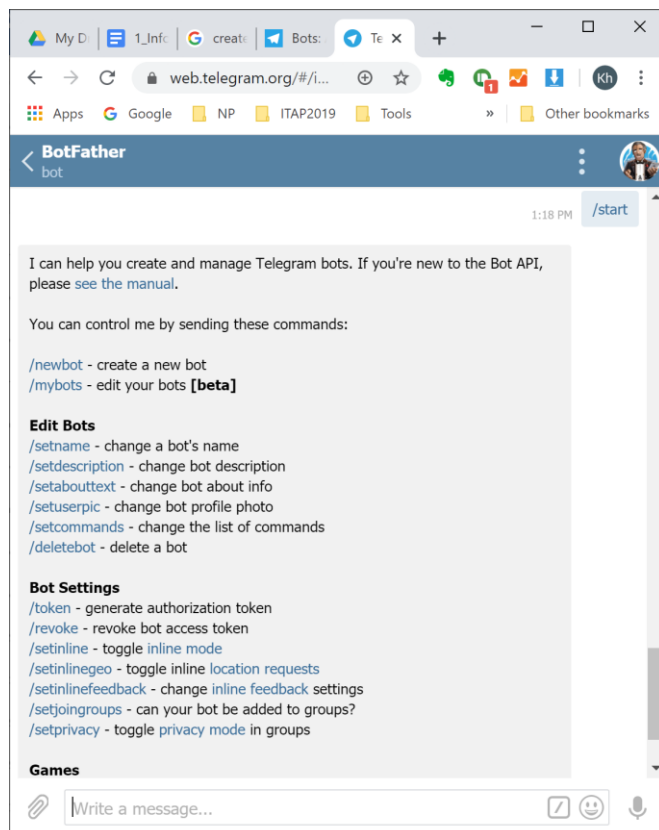 My D
1_Info
create
Bots:
Te
web.telegram.org/#/i...
1
Kh
Apps
Google
NP
ITAP2019
Tools
»
Other bookmarks
BotFather
bot
1:18 PM
/start
I can help you create and manage Telegram bots. If you're new to the Bot API,
please see the manual.
You can control me by sending these commands:
/newbot - create a new bot
/mybots - edit your bots [beta]
Edit Bots
/setname - change a bot's name
/setdescription - change bot description
/setabouttext - change bot about info
/setuserpic - change bot profile photo
/setcommands - change the list of commands
/deletebot - delete a bot
Bot Settings
/token - generate authorization token
/revoke - revoke bot access token
/setinline - toggle inline mode
/setinlinegeo - toggle inline location requests
/setinlinefeedback - change inline feedback settings
/setjoingroups - can your bot be added to groups?
/setprivacy - toggle privacy mode in groups
Games
Write a message...